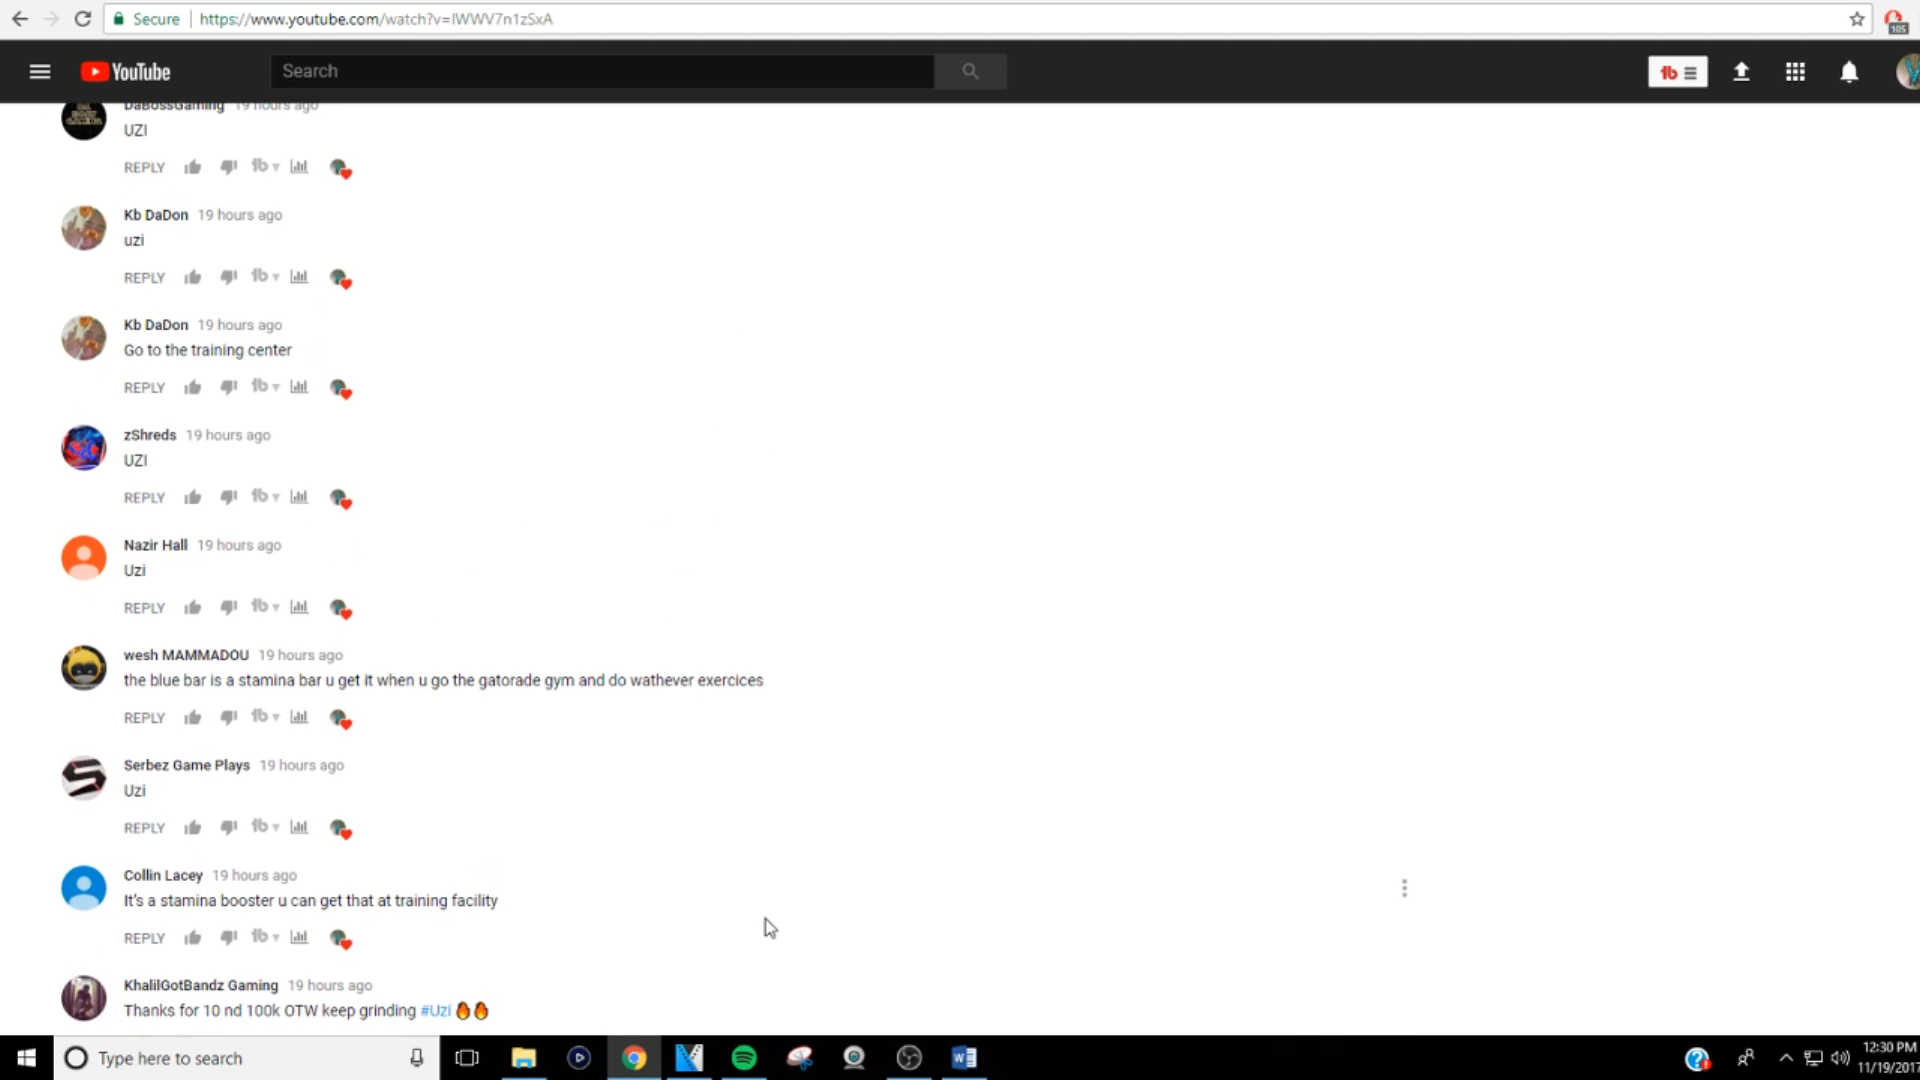 Secure https://www.youtube.com/watch?v=IWWV7n1zSxA
105
YouTube
Search
DaBossGaming 19 hours ago
UZI
REPLY
Kb DaDon 19 hours ago
uzi
REPLY
Kb DaDon 19 hours ago
Go to the training center
REPLY
zShreds 19 hours ago
UZI
REPLY
Nazir Hall 19 hours ago
Uzi
REPLY
wesh MAMMADOU 19 hours ago
the blue bar is a stamina bar u get it when u go the gatorade gym and do wathever exercices
REPLY
Serbez Game Plays 19 hours ago
Uzi
REPLY
Collin Lacey 19 hours ago
It's a stamina booster u can get that at training facility
REPLY
KhalilGotBandz Gaming 19 hours ago
Thanks for 10 nd 100k OTW keep grinding #Uzi 🔥🔥
Type here to search
12:30 PM
11/19/2017